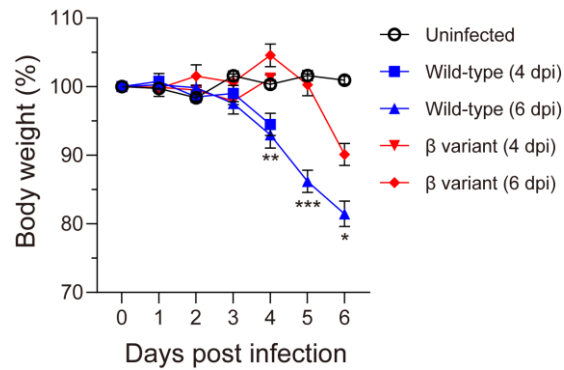 Body weight (%)
110
100
90
80
70
**
***
*
0 1 2 3 4 5 6
Days post infection
Uninfected
Wild-type (4 dpi)
Wild-type (6 dpi)
β variant (4 dpi)
β variant (6 dpi)